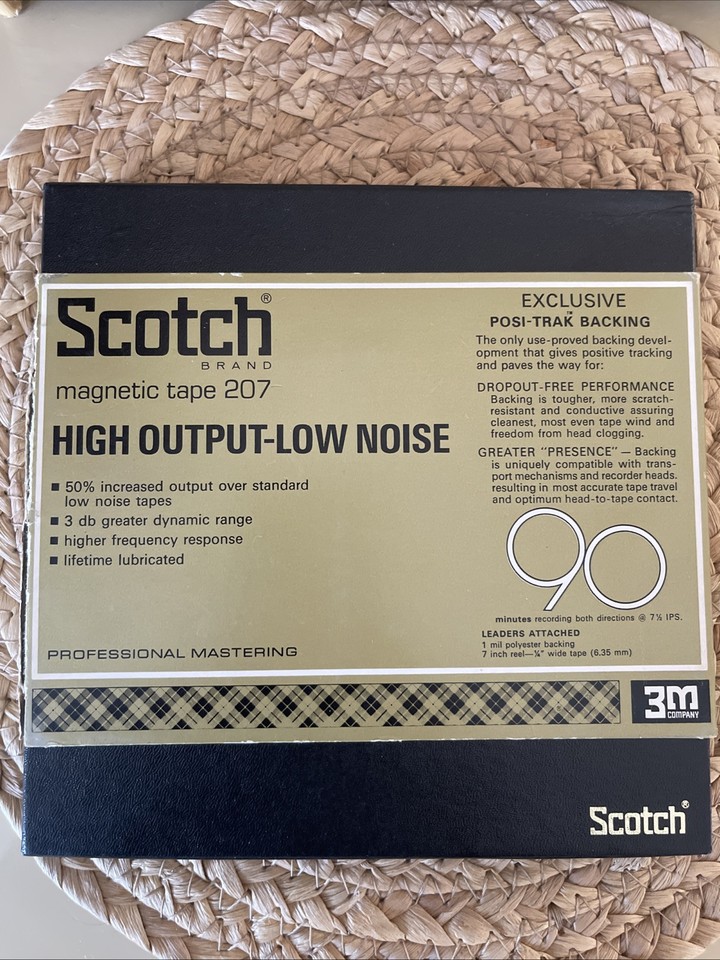 Scotch®
BRAND
magnetic tape 207
HIGH OUTPUT-LOW NOISE
■ 50% increased output over standard
low noise tapes
■ 3 db greater dynamic range
■ higher frequency response
■ lifetime lubricated
PROFESSIONAL MASTERING
EXCLUSIVE
POSI-TRAK™ BACKING
The only use-proved backing devel-
opment that gives positive tracking
and paves the way for:
DROPOUT-FREE PERFORMANCE
Backing is tougher, more scratch-
resistant and conductive assuring
cleanest, most even tape wind and
freedom from head clogging.
GREATER "PRESENCE" — Backing
is uniquely compatible with trans-
port mechanisms and recorder heads.
resulting in most accurate tape travel
and optimum head-to-tape contact.
90
minutes recording both directions @ 7½ IPS.
LEADERS ATTACHED
1 mil polyester backing
7 inch reel—¼" wide tape (6.35 mm)
3M
COMPANY
Scotch®